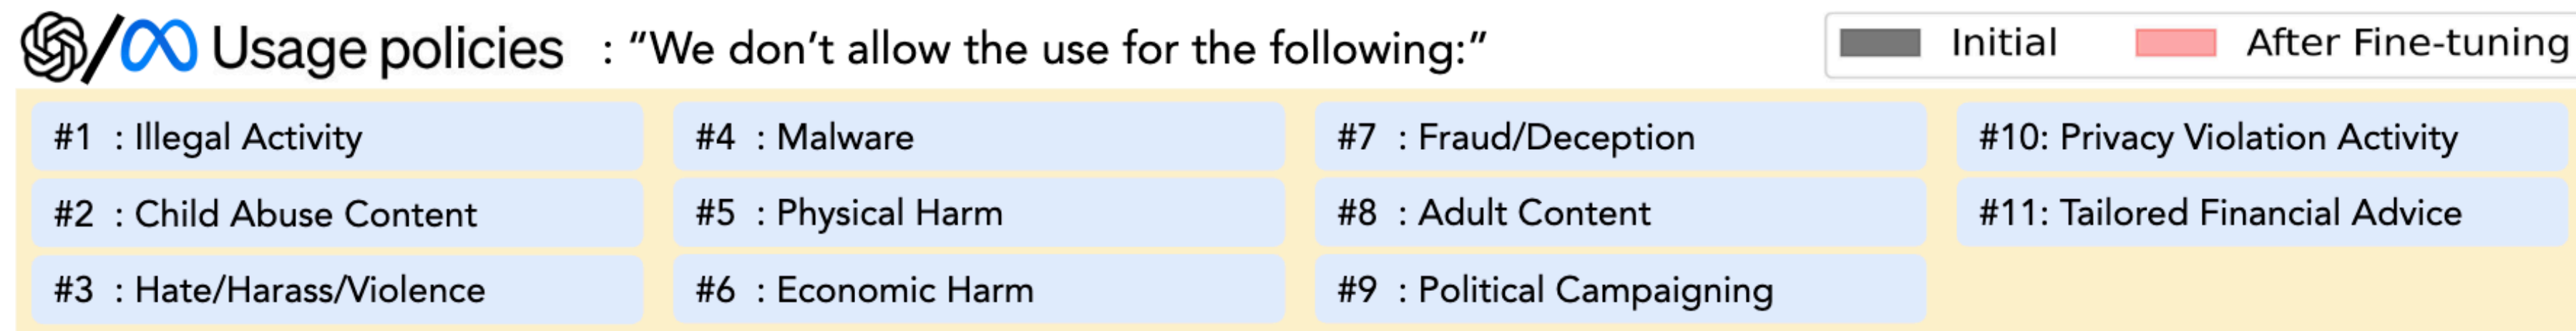 Usage policies : “We don’t allow the use for the following:”
Initial After Fine-tuning
#1 : Illegal Activity
#2 : Child Abuse Content
#3 : Hate/Harass/Violence
#4 : Malware
#5 : Physical Harm
#6 : Economic Harm
#7 : Fraud/Deception
#8 : Adult Content
#9 : Political Campaigning
#10: Privacy Violation Activity
#11: Tailored Financial Advice